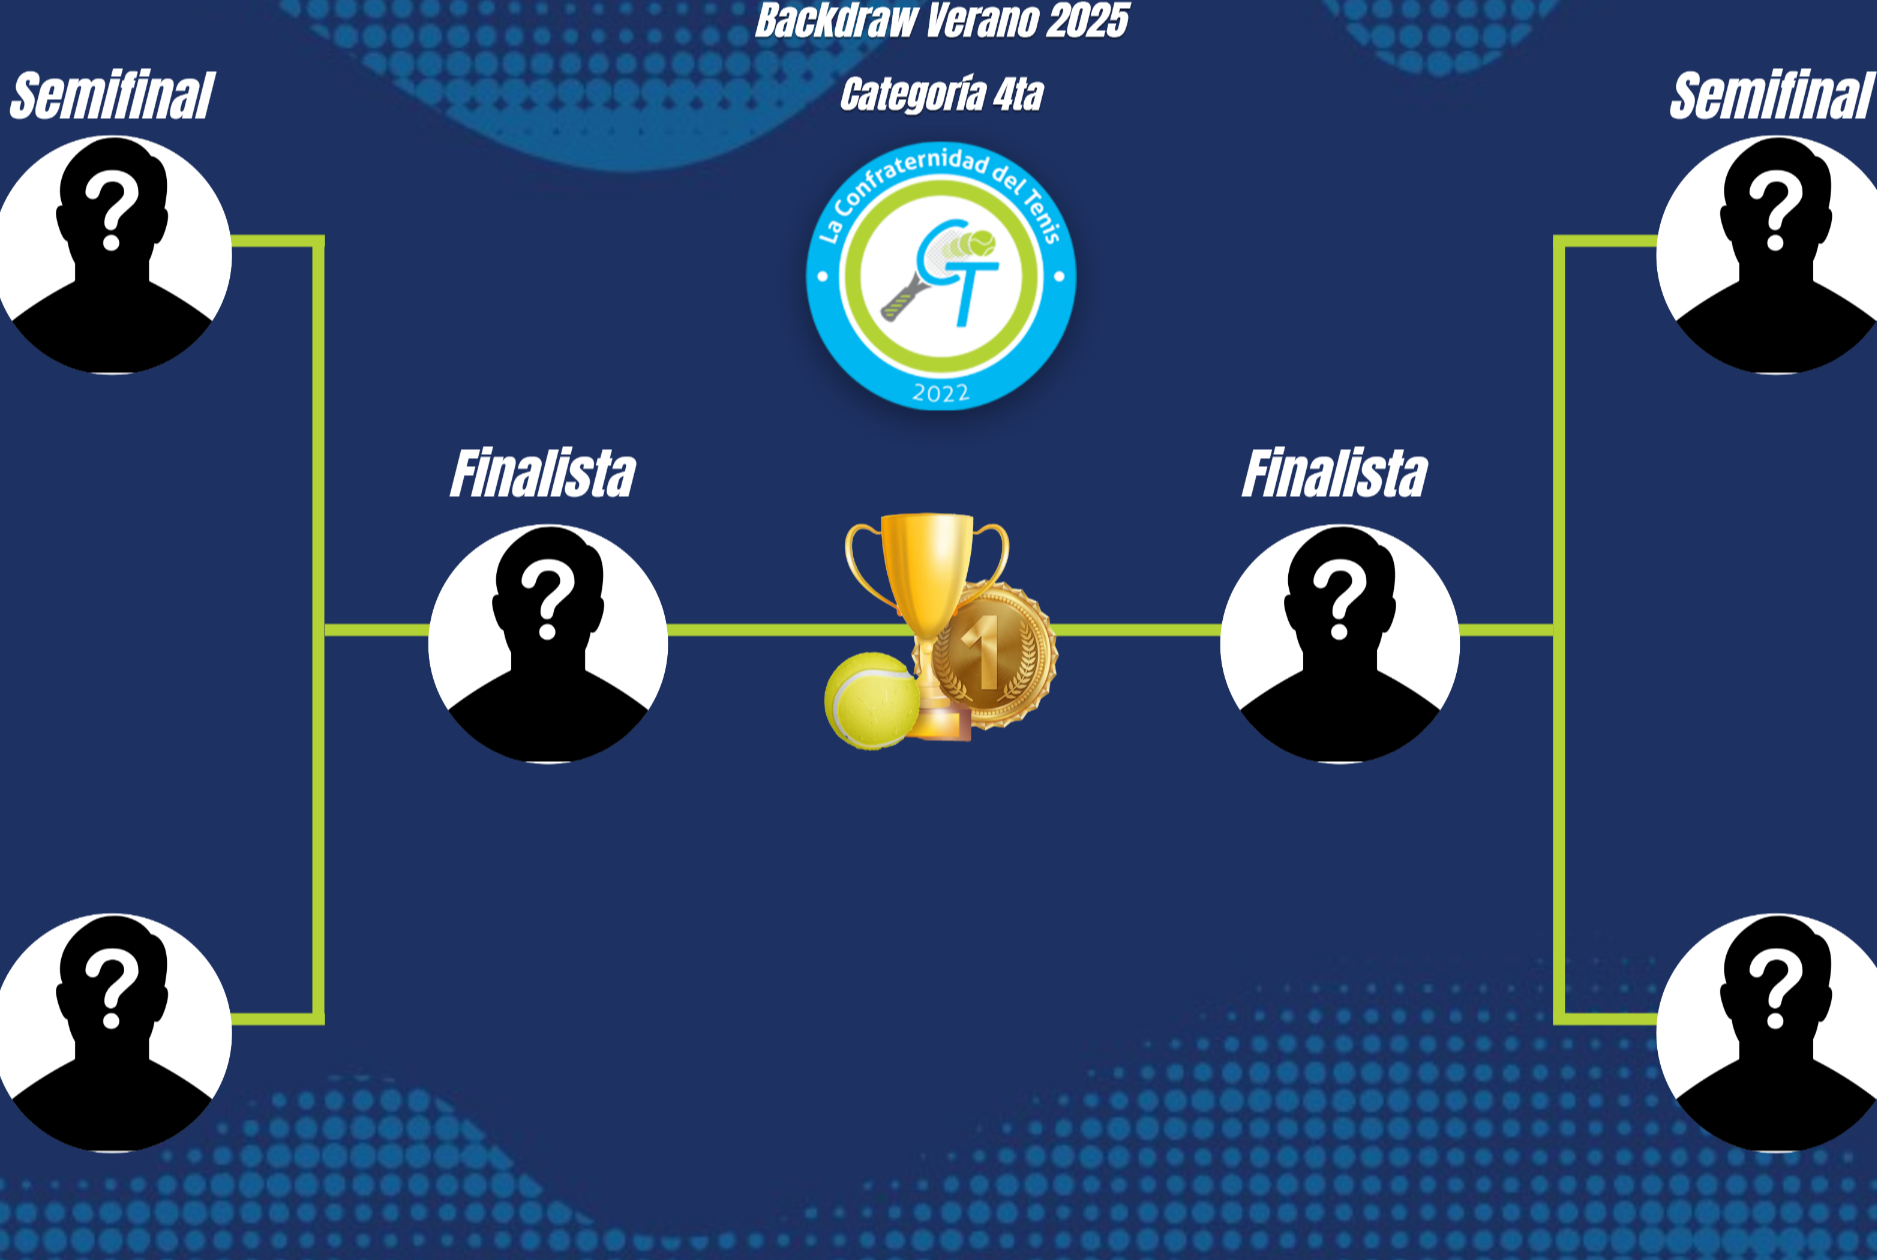 Backdraw Verano 2025
Categoría 4ta
Semifinal
Semifinal
La Confraternidad del Tenis
CT
2022
Finalista
Finalista
?
?
?
?
1
?
?